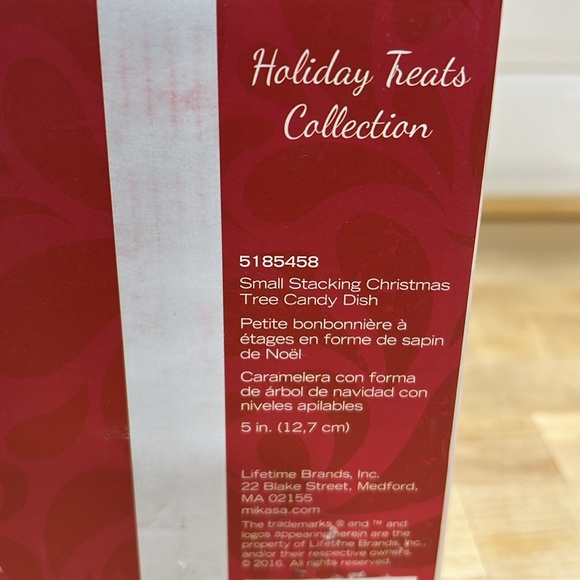 Holiday Treats
Collection
5185458
Small Stacking Christmas
Tree Candy Dish
Petite bonbonnière à
étages en forme de sapin
de Noël
Caramelera con forma
de árbol de navidad con
niveles apilables
5 in. (12,7 cm)
Lifetime Brands, Inc.
22 Blake Street, Medford,
MA 02155
mikasa.com
The trademarks ® and ™ and
logos appearing herein are the
property of Lifetime Brands, Inc.,
and/or their respective owners.
© 2016. All rights reserved.